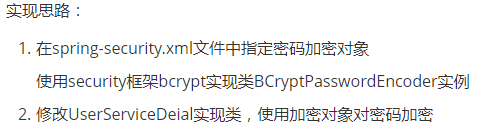 实现思路：
1. 在spring-security.xml文件中指定密码加密对象
使用security框架bcrypt实现类BCryptPasswordEncoder实例
2. 修改UserServiceDeial实现类，使用加密对象对密码加密